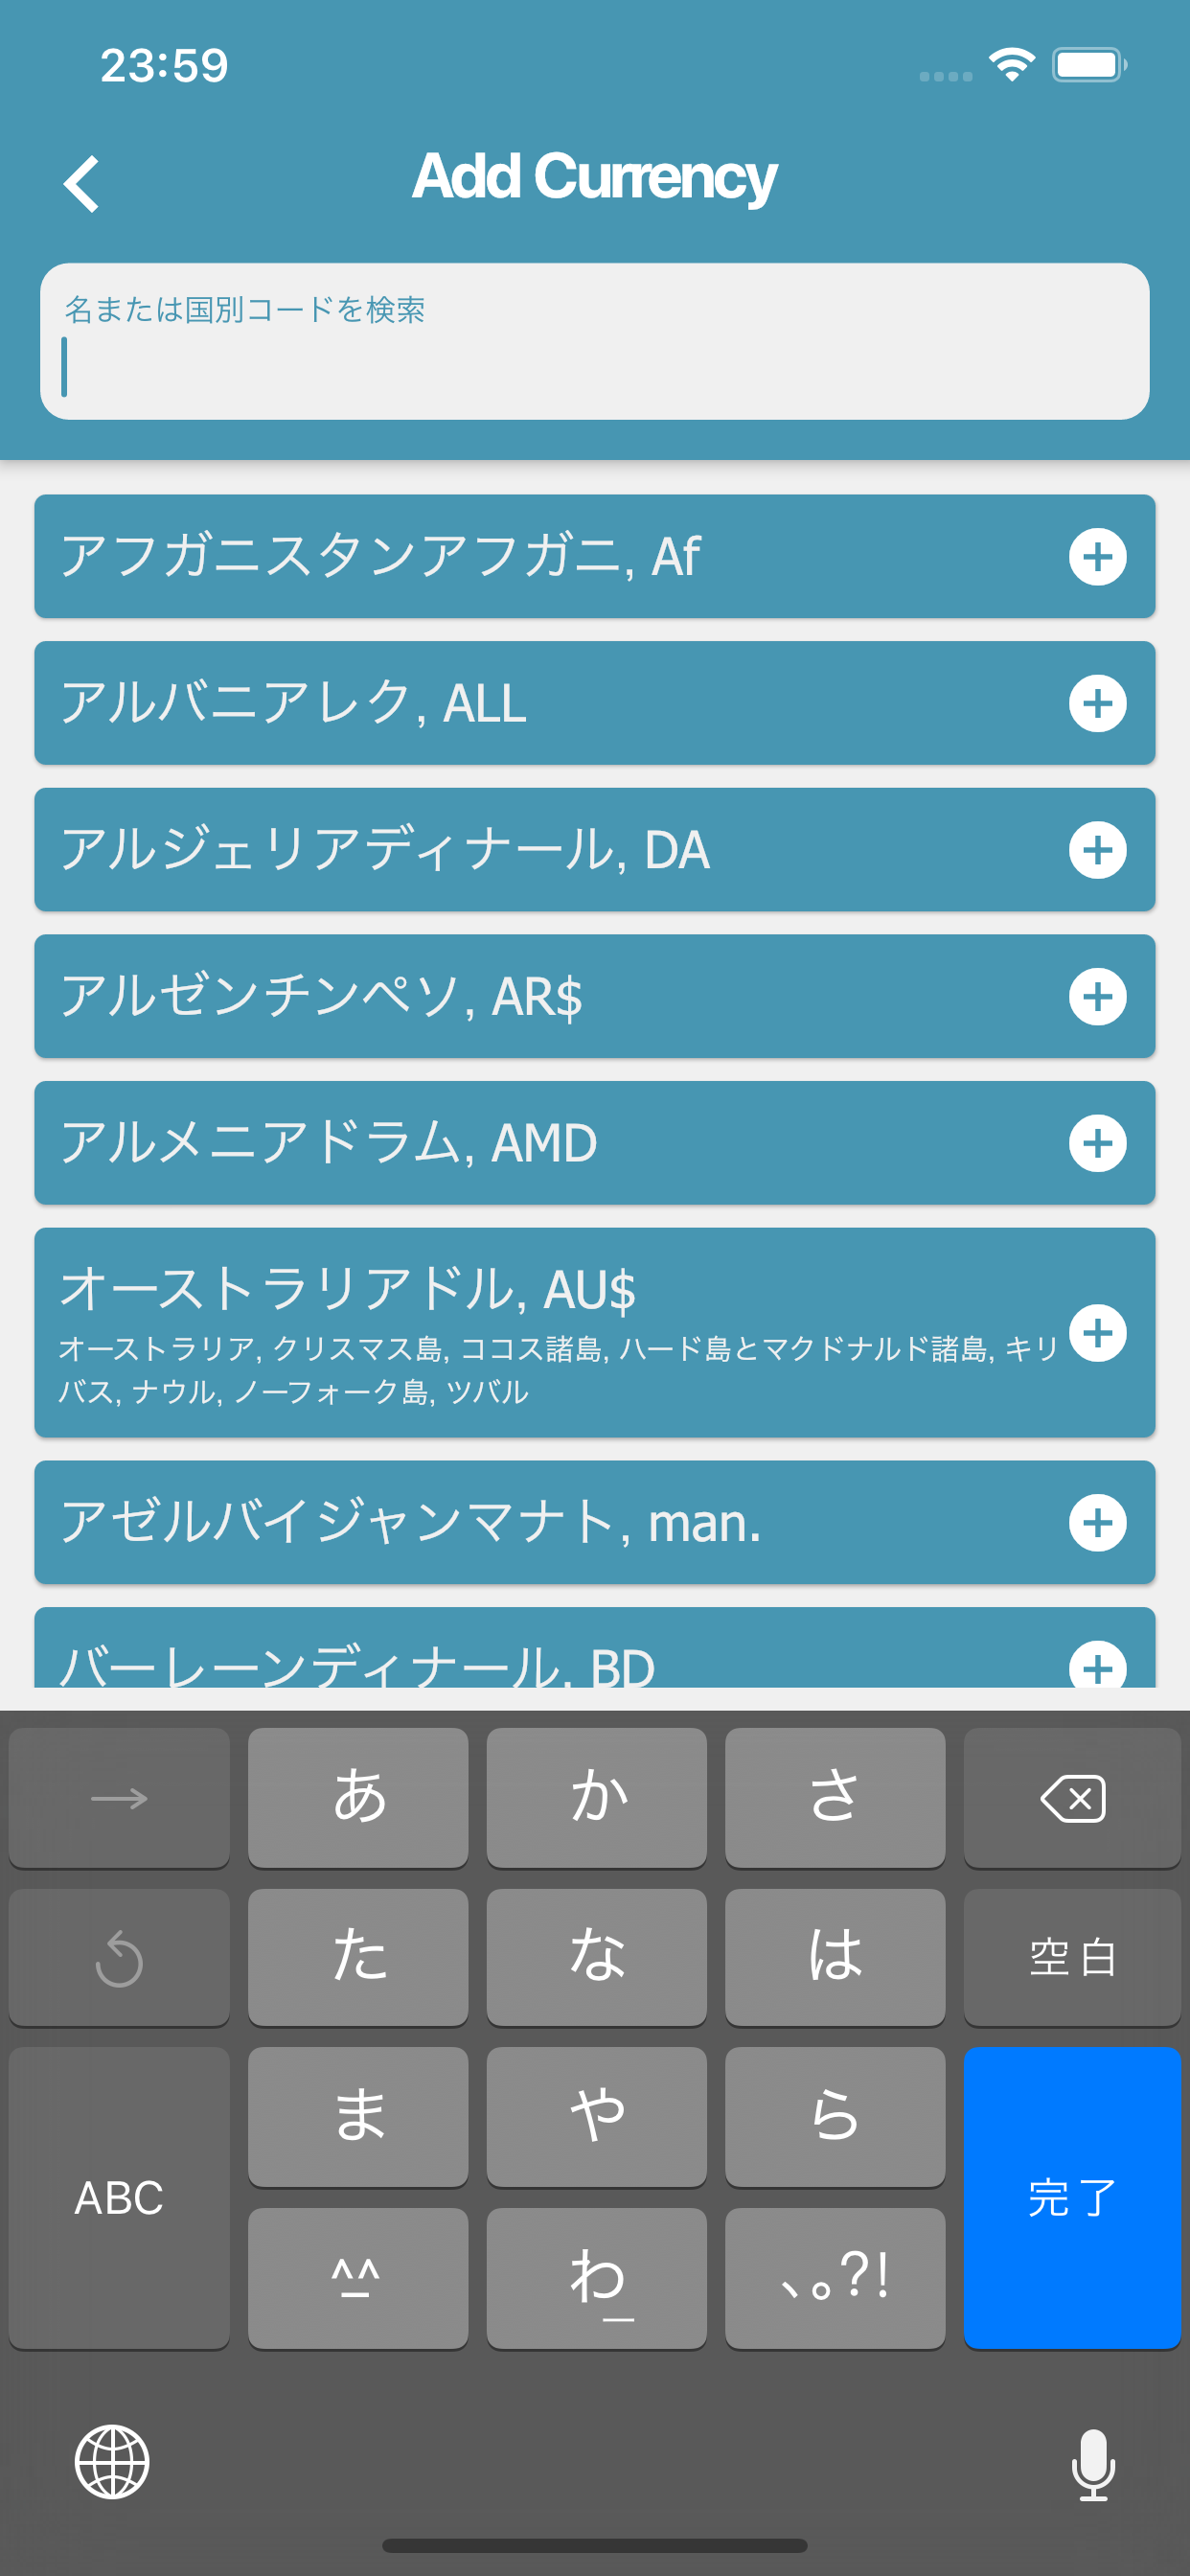 23:59
Add Currency
名または国別コードを検索
アフガニスタンアフガニ, Af
アルバニアレク, ALL
アルジェリアディナール, DA
アルゼンチンペソ, AR$
アルメニアドラム, AMD
オーストラリアドル, AU$
オーストラリア, クリスマス島, ココス諸島, ハード島とマクドナルド諸島, キリ
バス, ナウル, ノーフォーク島, ツバル
アゼルバイジャンマナト, man.
バーレーンディナール, BD
→ あ か さ
た な は 空白
ま や ら
ABC 完了
^_^ わ_ 、。?!